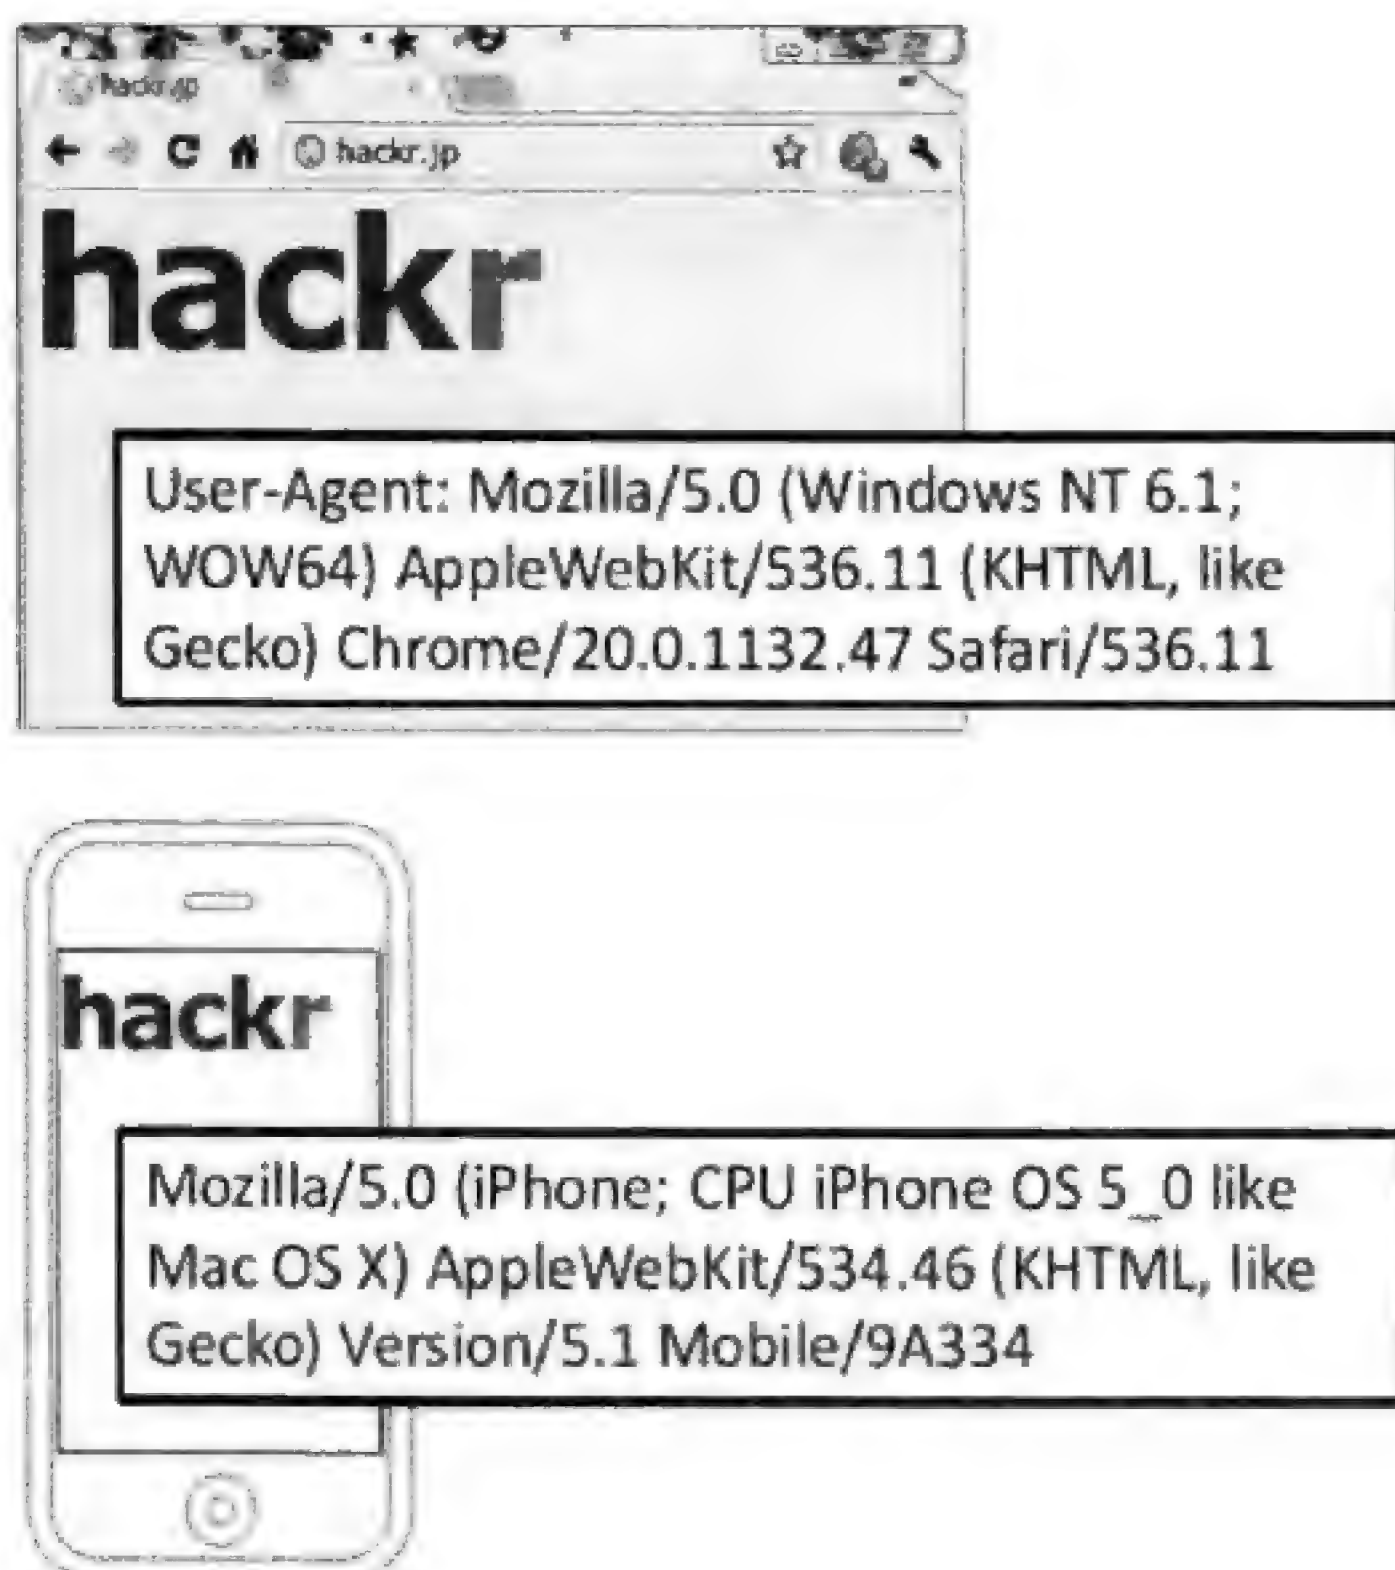 hackr.jp
hackr.jp
hackr
User-Agent: Mozilla/5.0 (Windows NT 6.1;
WOW64) AppleWebKit/536.11 (KHTML, like
Gecko) Chrome/20.0.1132.47 Safari/536.11
hackr
Mozilla/5.0 (iPhone; CPU iPhone OS 5_0 like
Mac OS X) AppleWebKit/534.46 (KHTML, like
Gecko) Version/5.1 Mobile/9A334